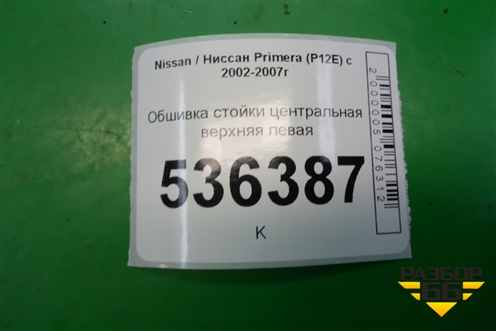 Nissan / Ниссан Primera (P12E) с
2002-2007г
Обшивка стойки центральная
верхняя левая
536387
К
2000005076312
РАЗБОР
66